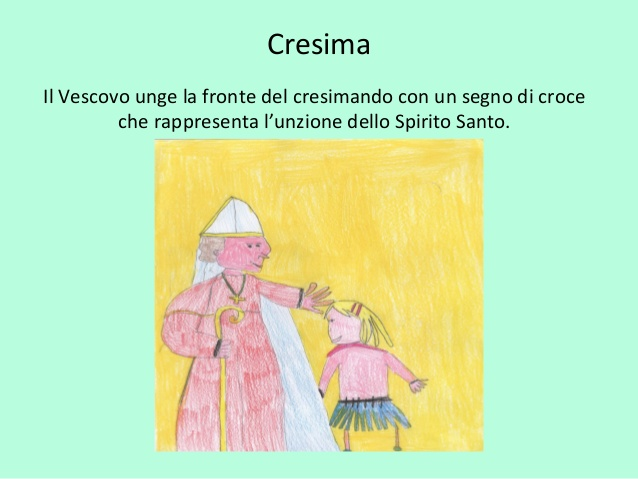 Cresima
Il Vescovo unge la fronte del cresimando con un segno di croce
che rappresenta l’unzione dello Spirito Santo.